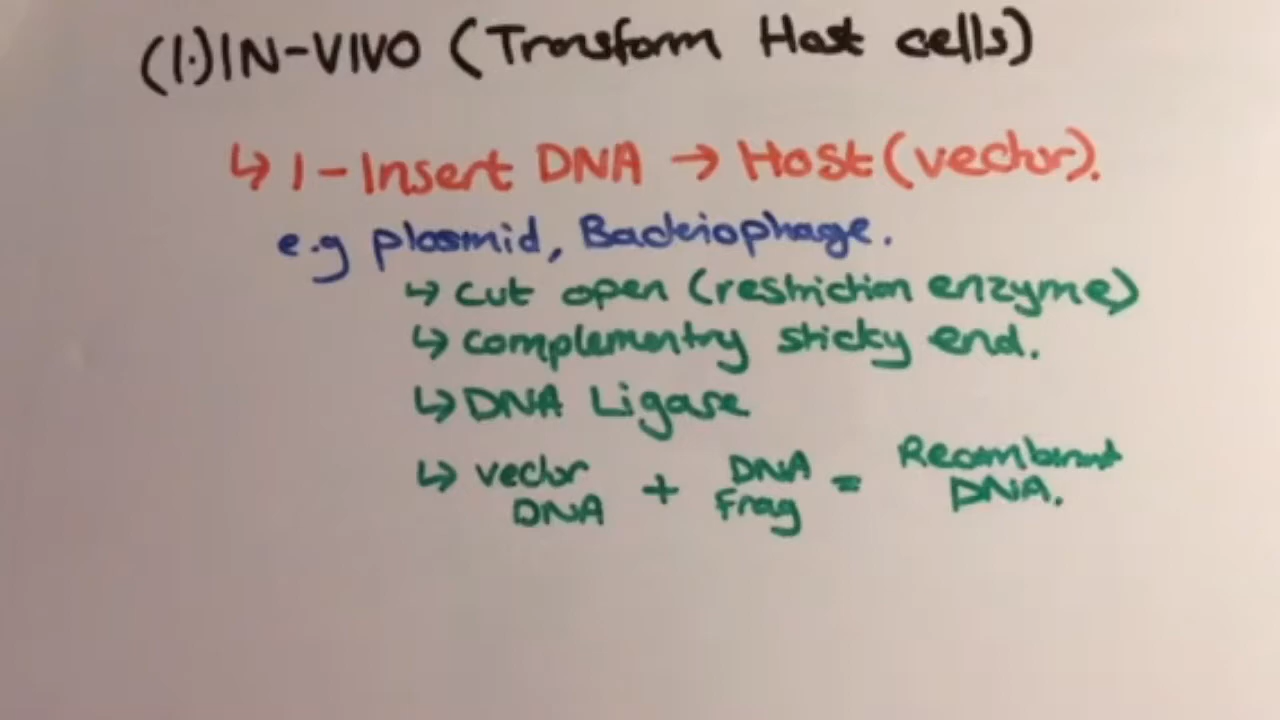 (1.) IN-VIVO (Transform Host cells)
↳ 1 - Insert DNA → Host (vector).
e.g plasmid, Bacteriophage.
↳ cut open (restriction enzyme)
↳ complementry sticky end.
↳ DNA Ligase
↳ vector DNA + DNA Frag = Recombinant DNA.